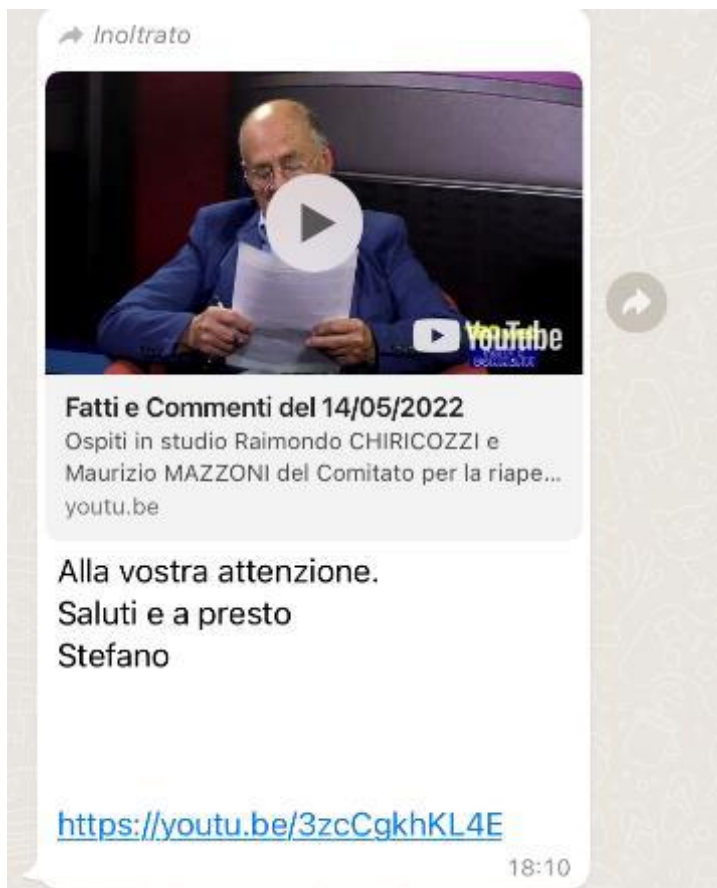 Inoltrato
YouTube
Fatti e Commenti del 14/05/2022
Ospiti in studio Raimondo CHIRICOZZI e
Maurizio MAZZONI del Comitato per la riape...
youtu.be
Alla vostra attenzione.
Saluti e a presto
Stefano
https://youtu.be/3zcCgkhKL4E
18:10